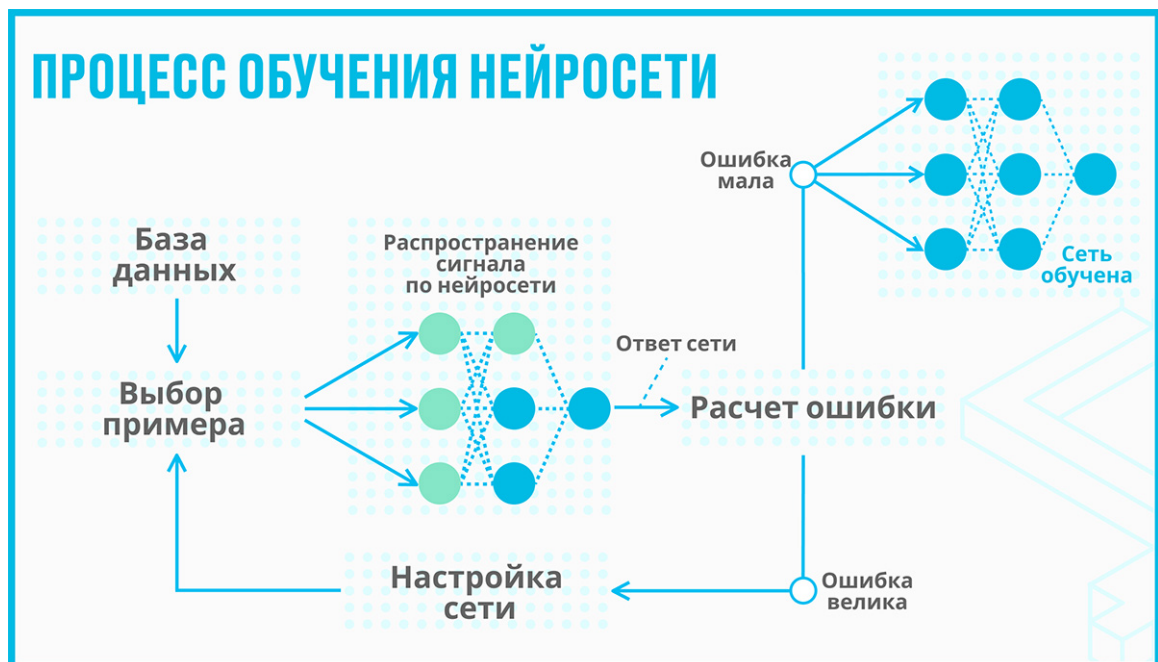 ПРОЦЕСС ОБУЧЕНИЯ НЕЙРОСЕТИ
База
данных
Выбор
примера
Распространение
сигнала
по нейросети
Ответ сети
Расчет ошибки
Ошибка
мала
Сеть
обучена
Ошибка
велика
Настройка
сети